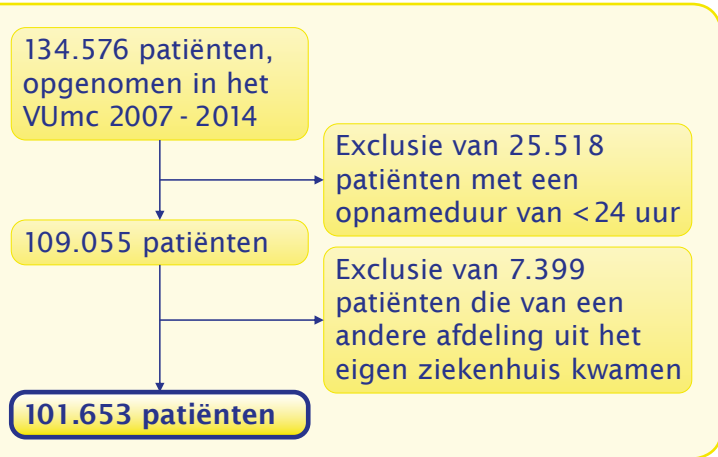 134.576 patiënten,
opgenomen in het
VUmc 2007 - 2014
Exclusie van 25.518
patiënten met een
opnameduur van <24 uur
109.055 patiënten
Exclusie van 7.399
patiënten die van een
andere afdeling uit het
eigen ziekenhuis kwamen
101.653 patiënten